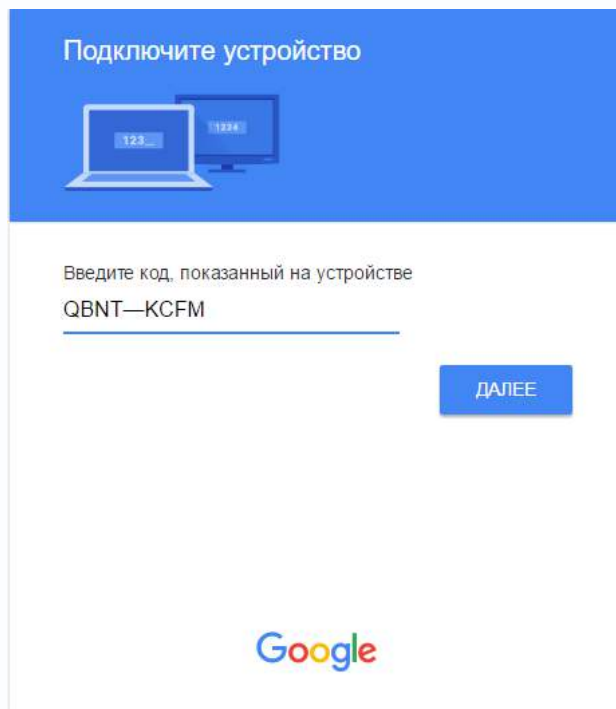 Подключите устройство
123_
1234
Введите код, показанный на устройстве
QBNT—KCFM
ДАЛЕЕ
Google